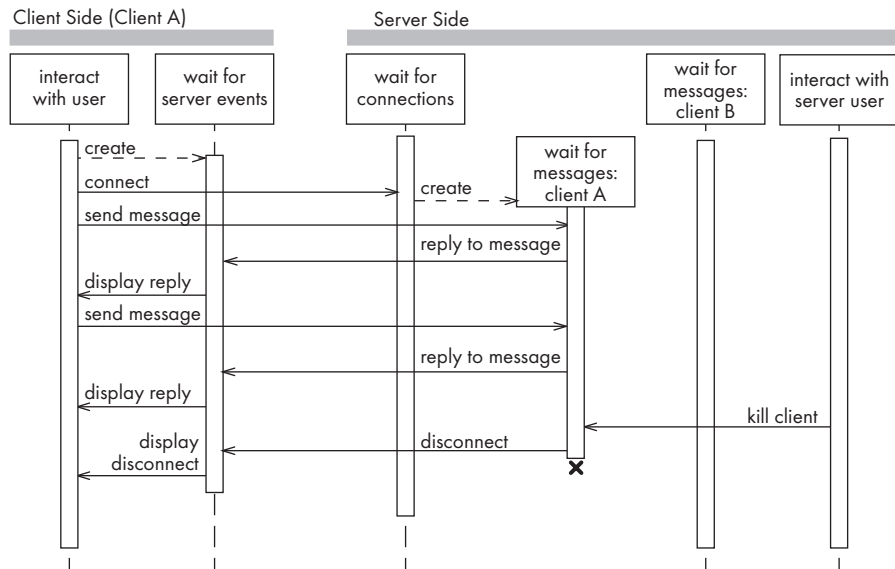 Client Side (Client A)
Server Side
interact
with user
wait for
server events
wait for
connections
wait for
messages:
client B
interact with
server user
create
wait for
messages:
client A
connect
create
send message
reply to message
display reply
send message
reply to message
display reply
kill client
display
disconnect
disconnect